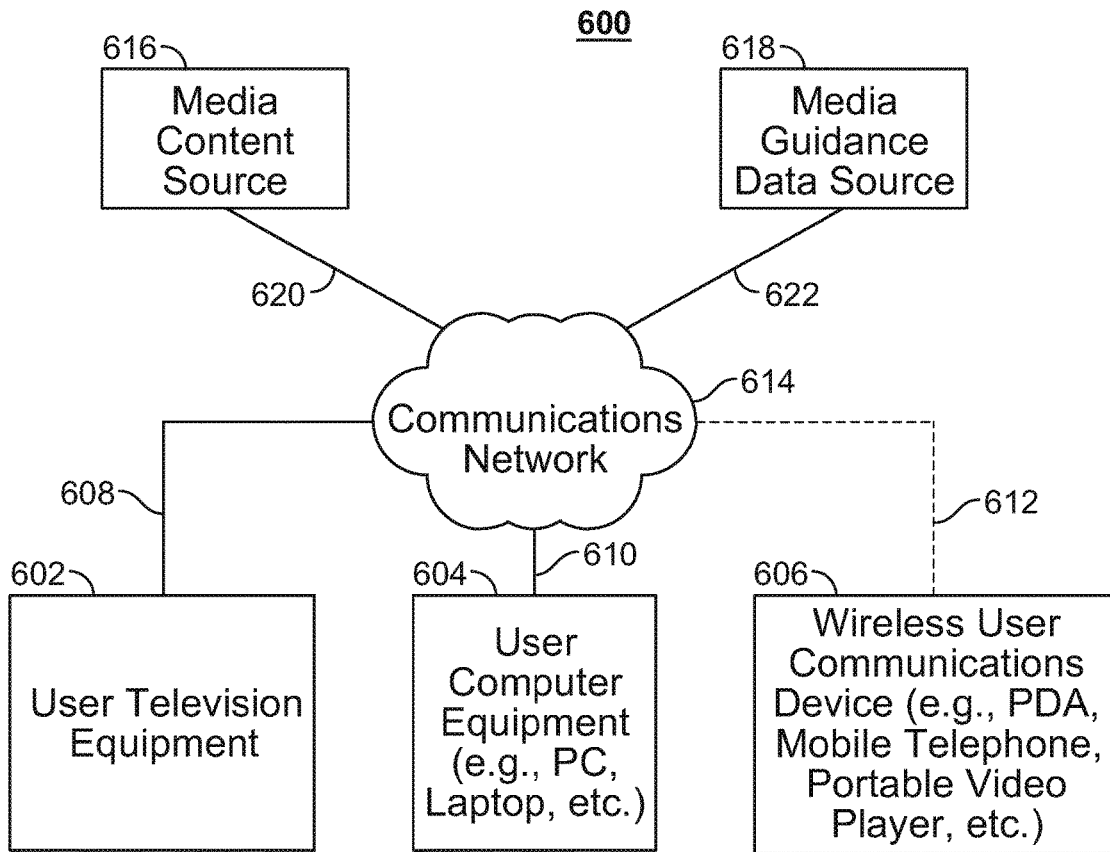 600
616
Media
Content
Source
618
Media
Guidance
Data Source
620
622
614
Communications
Network
608
610
612
602
User Television
Equipment
604
User
Computer
Equipment
(e.g., PC,
Laptop, etc.)
606
Wireless User
Communications
Device (e.g., PDA,
Mobile Telephone,
Portable Video
Player, etc.)